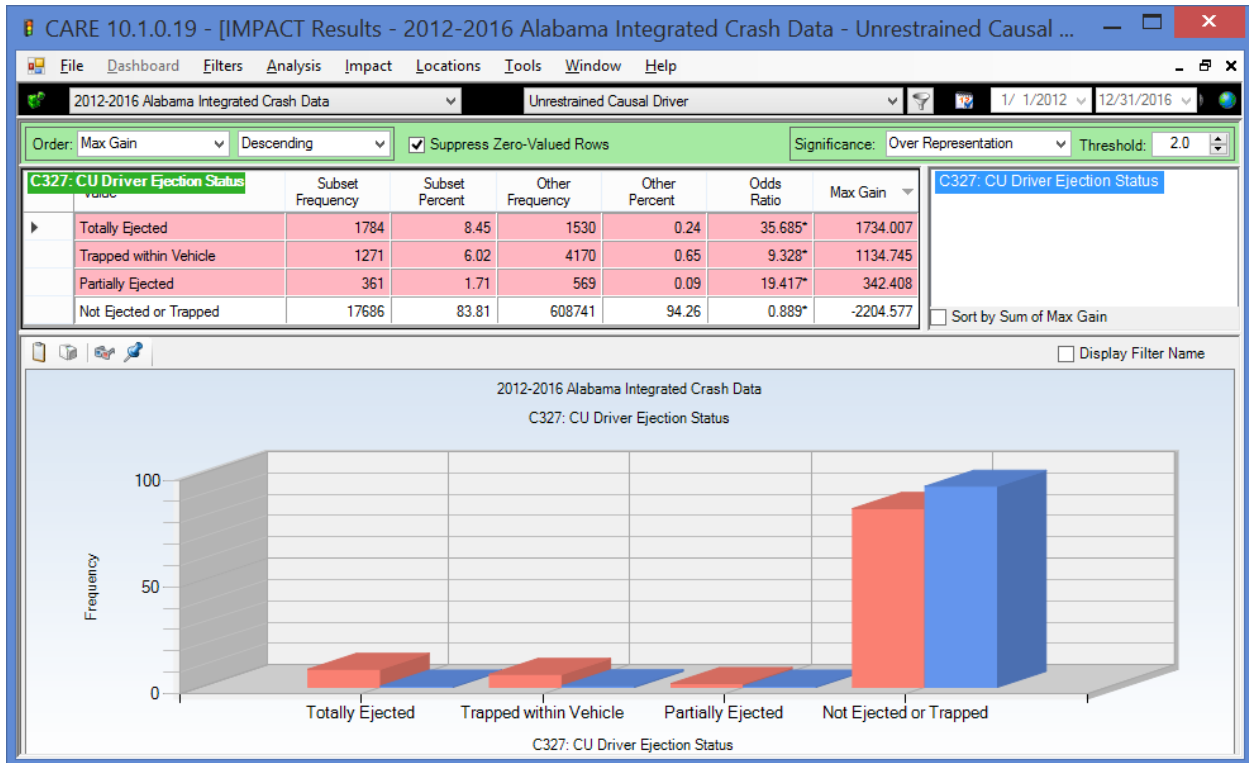 CARE 10.1.0.19 - [IMPACT Results - 2012-2016 Alabama Integrated Crash Data - Unrestrained Causal ...
File Dashboard Filters Analysis Impact Locations Tools Window Help
2012-2016 Alabama Integrated Crash Data Unrestrained Causal Driver 1/ 1/2012 12/31/2016
Order: Max Gain Descending Suppress Zero-Valued Rows Significance: Over Representation Threshold: 2.0
C327: CU Driver Ejection Status Subset Frequency Subset Percent Other Frequency Other Percent Odds Ratio Max Gain
Totally Ejected 1784 8.45 1530 0.24 35.685* 1734.007
Trapped within Vehicle 1271 6.02 4170 0.65 9.328* 1134.745
Partially Ejected 361 1.71 569 0.09 19.417* 342.408
Not Ejected or Trapped 17686 83.81 608741 94.26 0.889* -2204.577
C327: CU Driver Ejection Status
Sort by Sum of Max Gain
Display Filter Name
2012-2016 Alabama Integrated Crash Data
C327: CU Driver Ejection Status
Frequency
100
50
0
Totally Ejected Trapped within Vehicle Partially Ejected Not Ejected or Trapped
C327: CU Driver Ejection Status